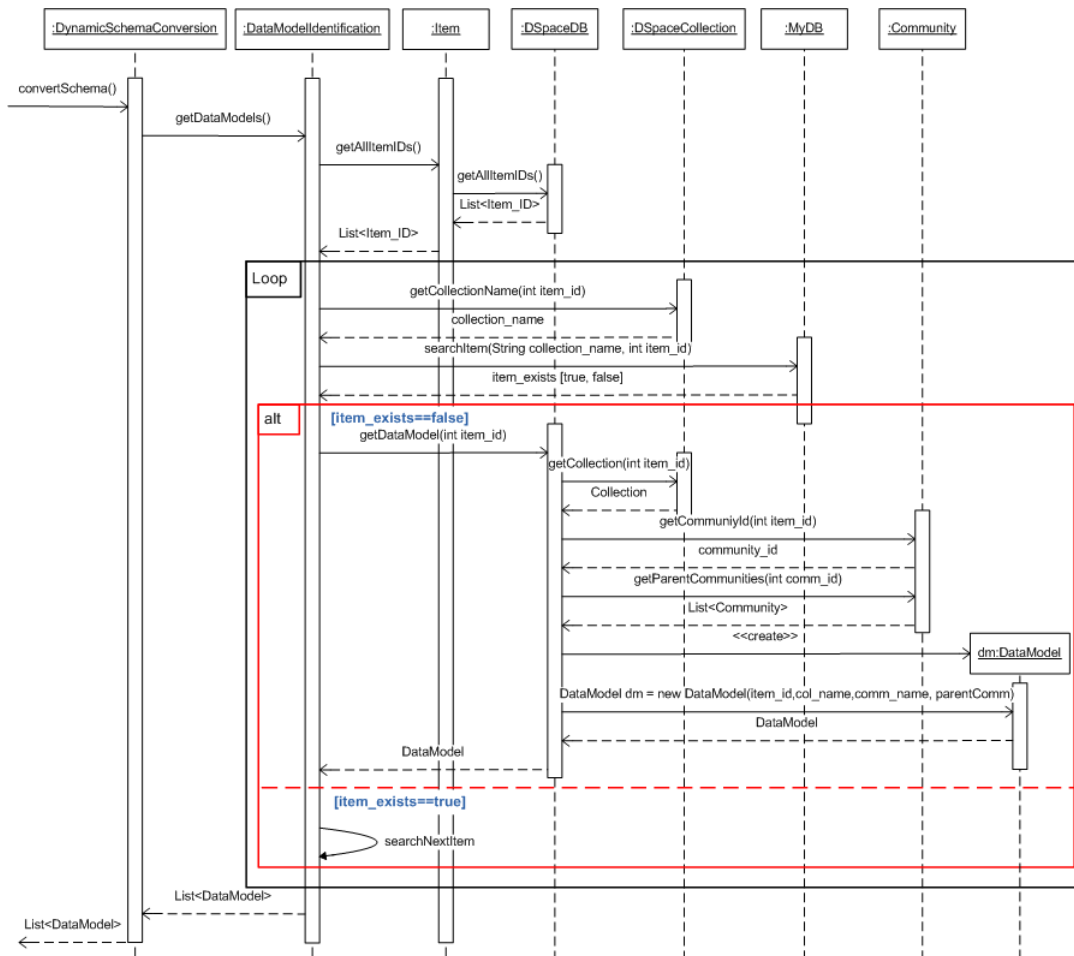 :DynamicSchemaConversion
:DataModelIdentification
:Item
:DSpaceDB
:DSpaceCollection
:MyDB
:Community
convertSchema()
getDataModels()
getAllItemIDs()
getAllItemIDs()
List<Item_ID>
List<Item_ID>
Loop
getCollectionName(int item_id)
collection_name
searchItem(String collection_name, int item_id)
item_exists [true, false]
alt
[item_exists==false]
getDataModel(int item_id)
getCollection(int item_id)
Collection
getCommuniyId(int item_id)
community_id
getParentCommunities(int comm_id)
List<Community>
<<create>>
dm:DataModel
DataModel dm = new DataModel(item_id,col_name,comm_name, parentComm)
DataModel
DataModel
[item_exists==true]
searchNextItem
List<DataModel>
List<DataModel>